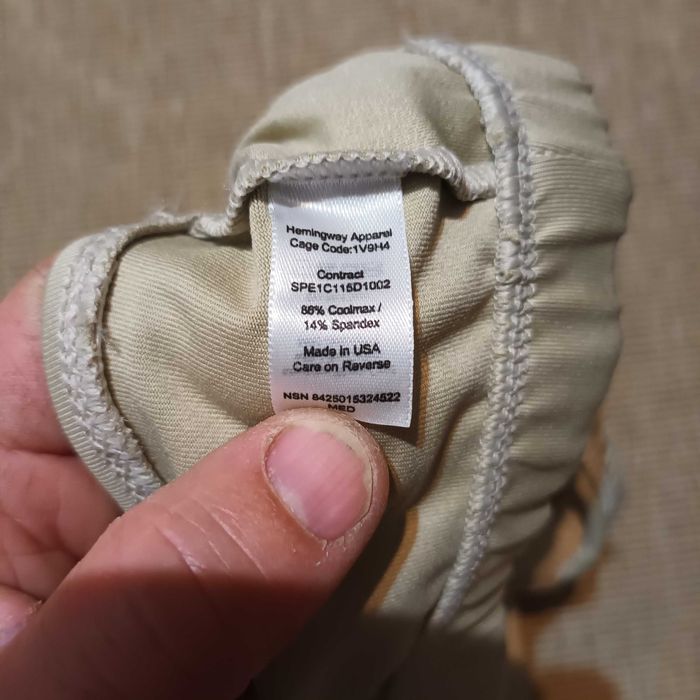 Hemingway Apparel
Cage Code:1V9H4
Contract
SPE1C115D1002
86% Coolmax /
14% Spandex
Made in USA
Care on Reverse
NSN 8425015324522
MED